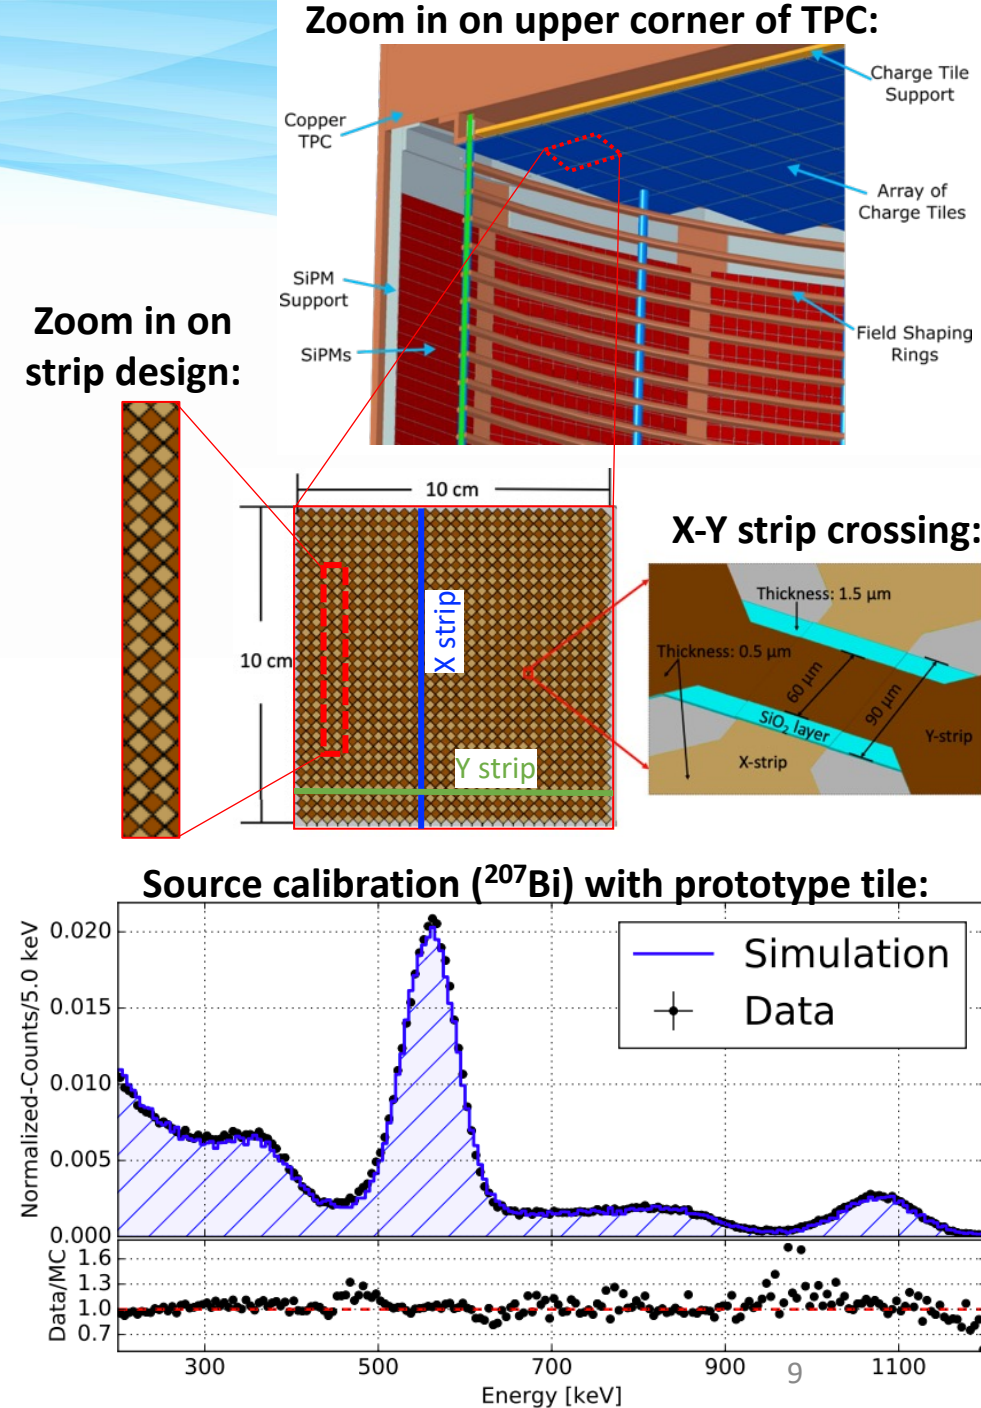 Zoom in on upper corner of TPC:
Charge Tile
Support
Copper
TPC
Array of
Charge Tiles
SiPM
Support
Field Shaping
Rings
SiPMs
Zoom in on
strip design:
10 cm
X-Y strip crossing:
Thickness: 1.5 µm
X strip
Thickness: 0.5 µm
10 cm
60 µm
90 µm
SiO₂ layer
Y-strip
X-strip
Y strip
Source calibration (²⁰⁷Bi) with prototype tile:
Normalized-Counts/5.0 keV
0.020
0.015
0.010
0.005
0.000
Simulation
Data
Data/MC
1.6
1.3
1.0
0.7
300
500
700
900
1100
9
Energy [keV]